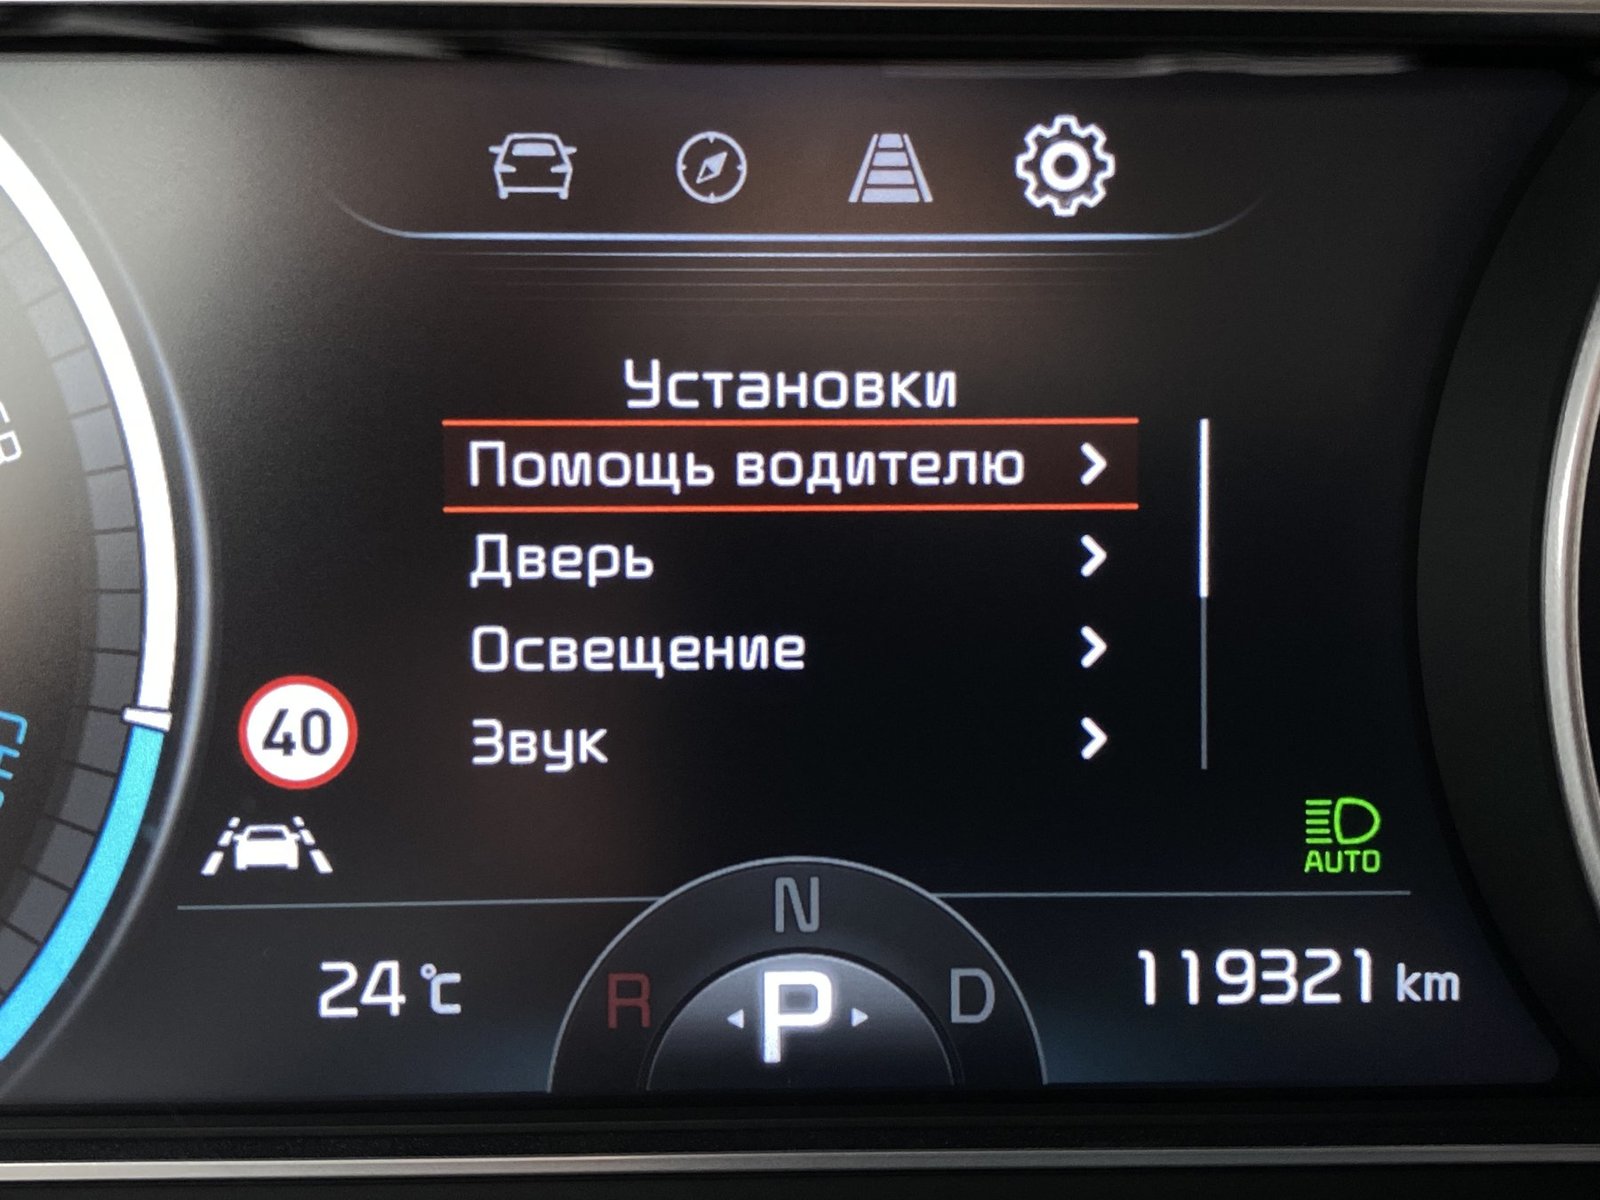 Установки
Помощь водителю
Дверь
Освещение
40
Звук
AUTO
N
R P D
24 °C
119321 km